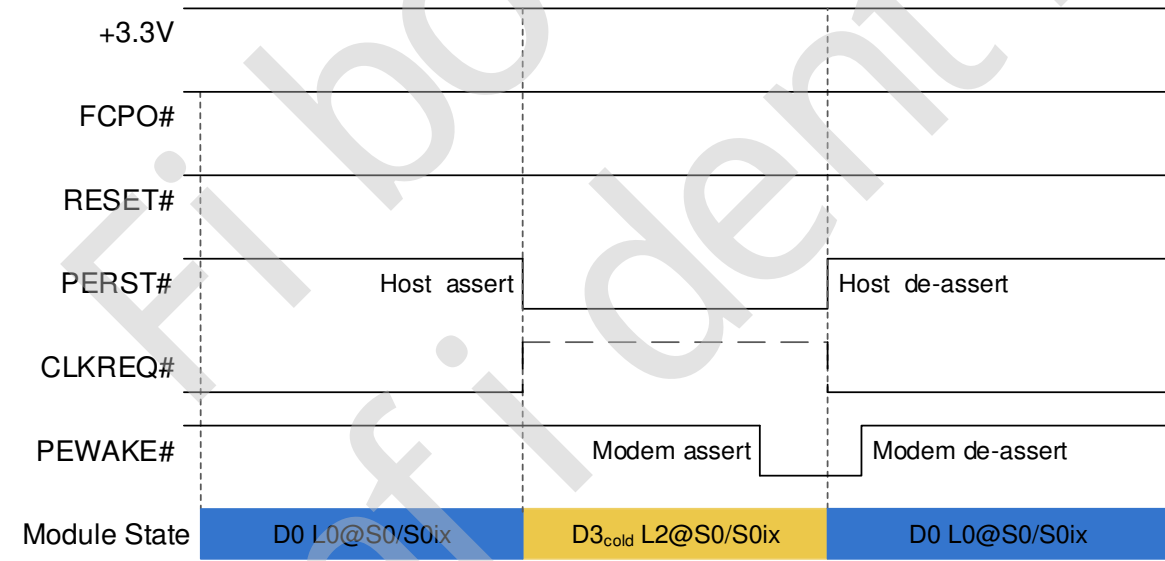 +3.3V
FCPO#
RESET#
PERST#
Host assert
Host de-assert
CLKREQ#
PEWAKE#
Modem assert
Modem de-assert
Module State
D0 L0@S0/S0ix
D3cold L2@S0/S0ix
D0 L0@S0/S0ix